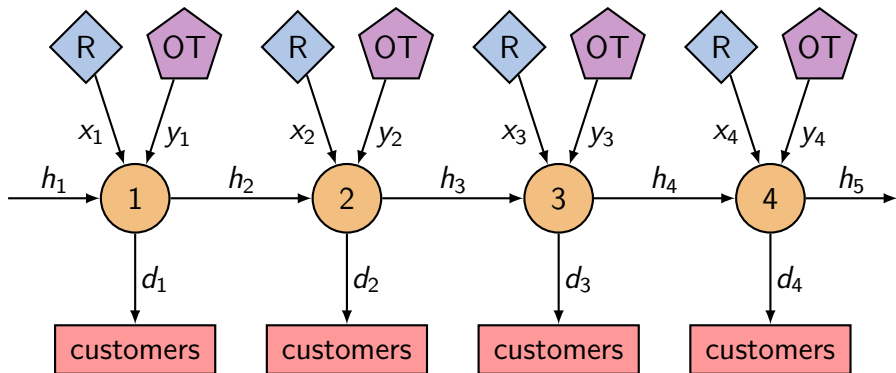 R OT R OT R OT R OT
x₁ y₁ x₂ y₂ x₃ y₃ x₄ y₄
h₁ 1 h₂ 2 h₃ 3 h₄ 4 h₅
d₁ d₂ d₃ d₄
customers customers customers customers